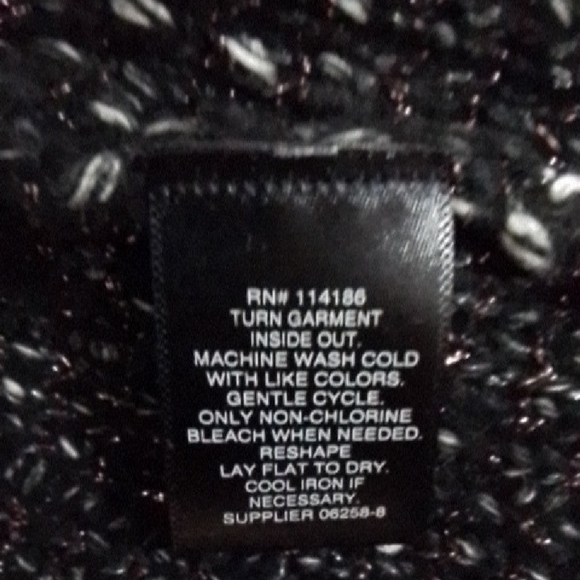 RN# 114186
TURN GARMENT
INSIDE OUT.
MACHINE WASH COLD
WITH LIKE COLORS.
GENTLE CYCLE.
ONLY NON-CHLORINE
BLEACH WHEN NEEDED.
RESHAPE
LAY FLAT TO DRY.
COOL IRON IF
NECESSARY.
SUPPLIER 06258-8